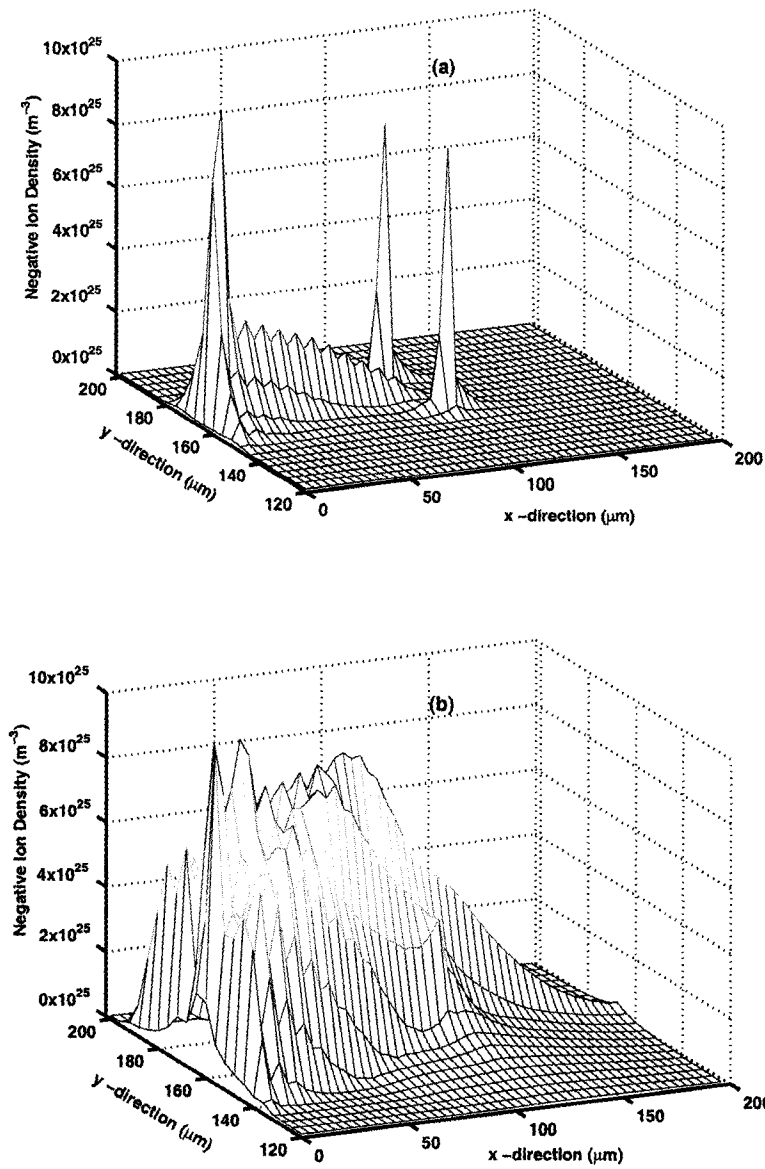 (a)
10x10²⁵
8x10²⁵
6x10²⁵
4x10²⁵
2x10²⁵
0x10²⁵
Negative Ion Density (m⁻³)
200
180
160
140
120
y −direction (μm)
0
50
100
150
200
x −direction (μm)
(b)
10x10²⁵
8x10²⁵
6x10²⁵
4x10²⁵
2x10²⁵
0x10²⁵
Negative Ion Density (m⁻³)
200
180
160
140
120
y −direction (μm)
0
50
100
150
200
x −direction (μm)